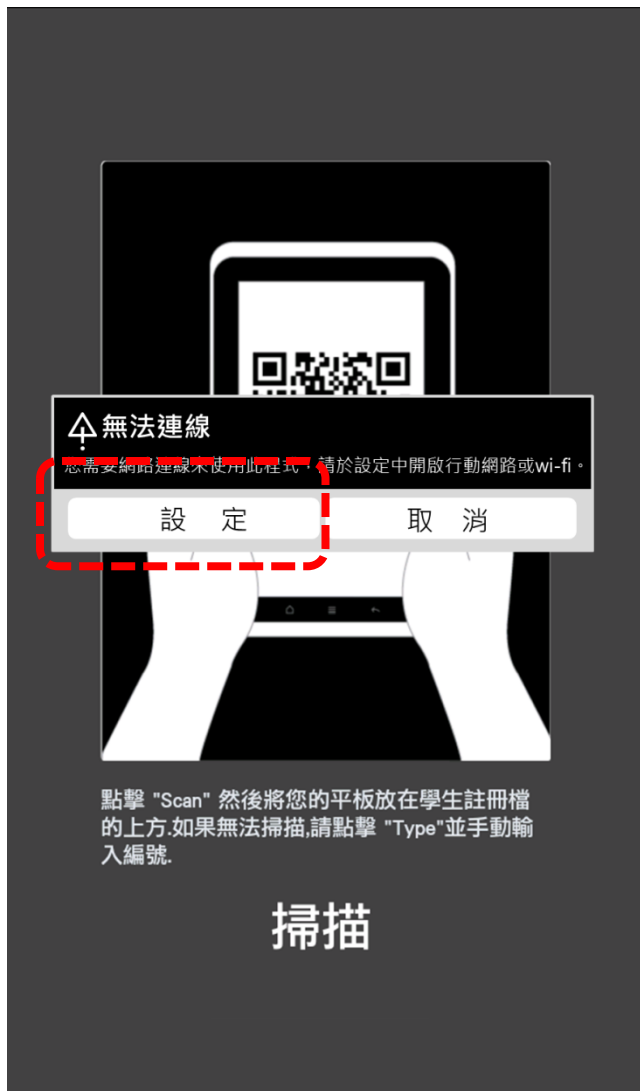 無法連線
您需要網路連線來使用此程式，請於設定中開啟行動網路或wi-fi。
設 定
取 消
點擊 "Scan" 然後將您的平板放在學生註冊檔
的上方.如果無法掃描,請點擊 "Type"並手動輸
入編號.
掃描